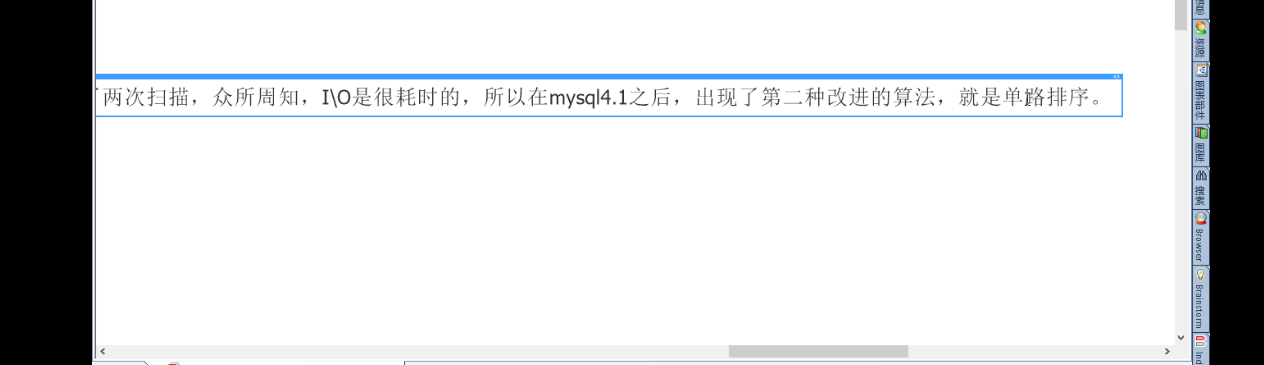 两次扫描，众所周知，I\O是很耗时的，所以在mysql4.1之后，出现了第二种改进的算法，就是单路排序。
信息
资源
图表部件
图库
搜索
Browser
Brainstorm
Ind